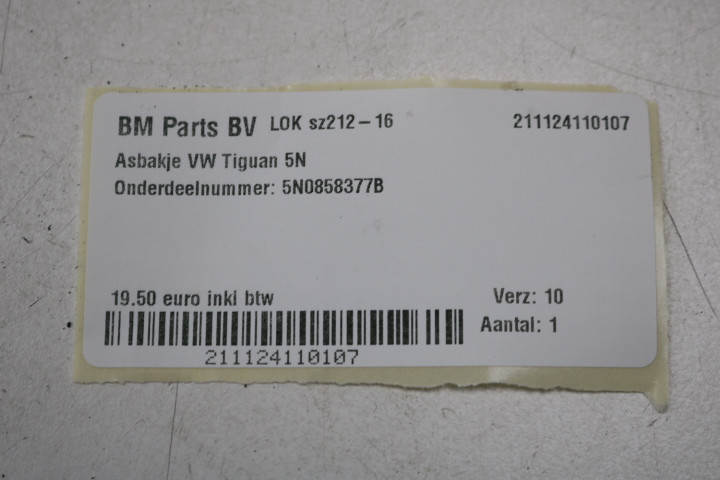 BM Parts BV LOK sz212-16 211124110107
Asbakje VW Tiguan 5N
Onderdeelnummer: 5N0858377B
19.50 euro inkl btw Verz: 10
Aantal: 1
211124110107